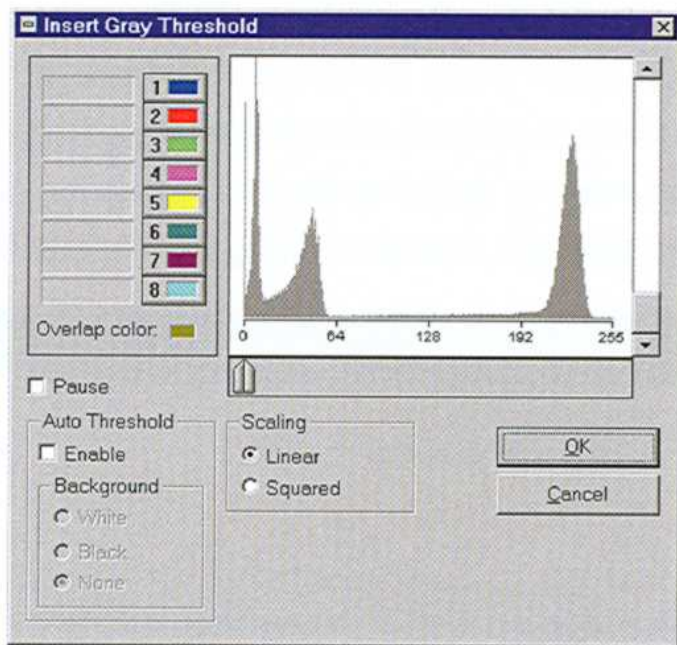 Insert Gray Threshold
1
2
3
4
5
6
7
8
Overlap color:
0 64 128 192 255
Pause
Auto Threshold
Enable
Background
White
Black
None
Scaling
Linear
Squared
OK
Cancel